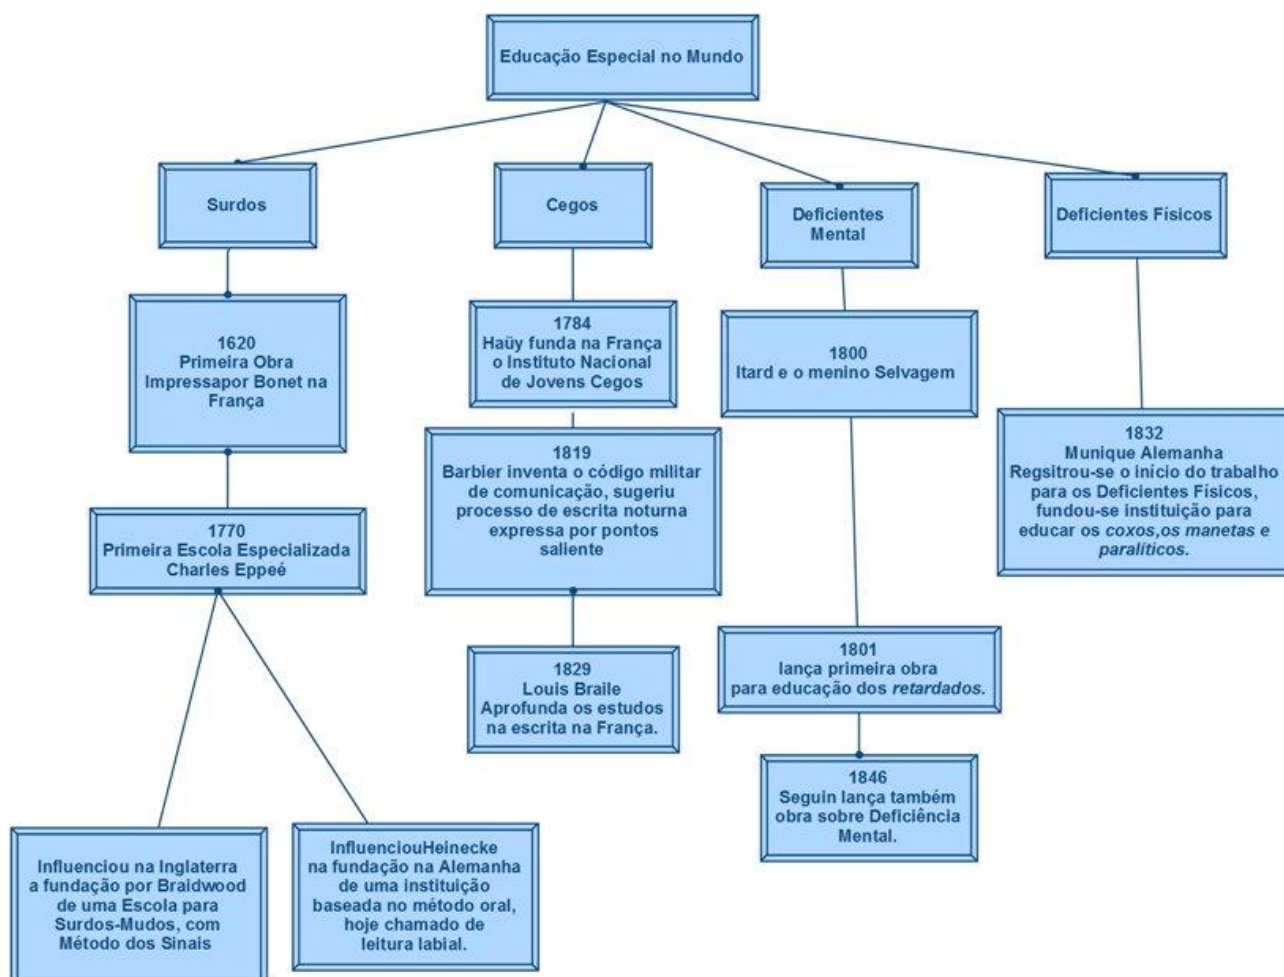 Educação Especial no Mundo
Surdos
Cegos
Deficientes
Mental
Deficientes Físicos
1620
Primeira Obra
Impressapor Bonet na
França
1784
Haüy funda na França
o Instituto Nacional
de Jovens Cegos
1800
Itard e o menino Selvagem
1832
Munique Alemanha
Regsitrou-se o início do trabalho
para os Deficientes Físicos,
fundou-se instituição para
educar os coxos,os manetas e
paralíticos.
1770
Primeira Escola Especializada
Charles Eppeé
1819
Barbier inventa o código militar
de comunicação, sugeriu
processo de escrita noturna
expressa por pontos
saliente
1829
Louis Braile
Aprofunda os estudos
na escrita na França.
1801
lança primeira obra
para educação dos retardados.
1846
Seguin lança também
obra sobre Deficiência
Mental.
Influenciou na Inglaterra
a fundação por Braidwood
de uma Escola para
Surdos-Mudos, com
Método dos Sinais
InfluenciouHeinecke
na fundação na Alemanha
de uma instituição
baseada no método oral,
hoje chamado de
leitura labial.